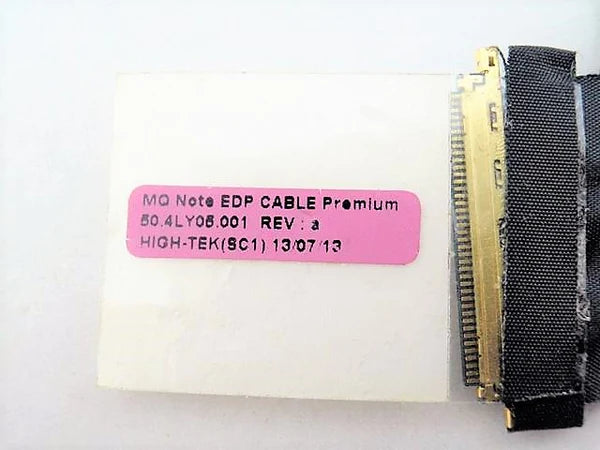 MQ Note EDP CABLE Premium
50.4LY05.001 REV : a
HIGH-TEK(SC1) 13/07/13